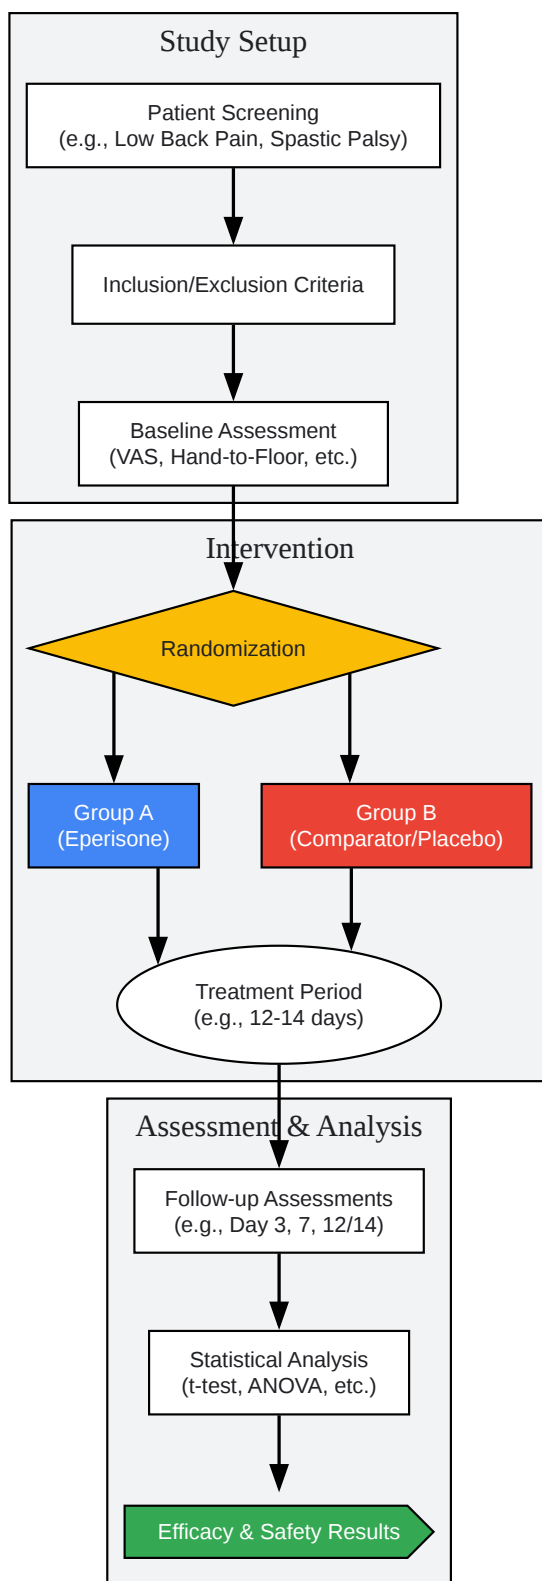 Study Setup
Patient Screening
(e.g., Low Back Pain, Spastic Palsy)
Inclusion/Exclusion Criteria
Baseline Assessment
(VAS, Hand-to-Floor, etc.)
Intervention
Randomization
Group A
(Eperisone)
Group B
(Comparator/Placebo)
Treatment Period
(e.g., 12-14 days)
Assessment & Analysis
Follow-up Assessments
(e.g., Day 3, 7, 12/14)
Statistical Analysis
(t-test, ANOVA, etc.)
Efficacy & Safety Results